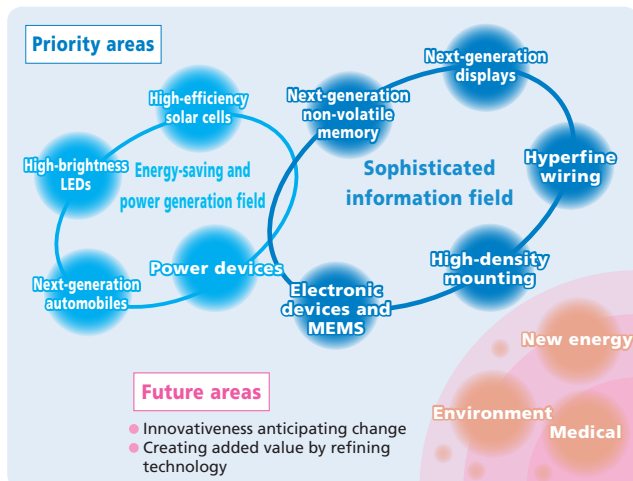 Priority areas
High-efficiency
solar cells
High-brightness
LEDs
Energy-saving and
power generation field
Next-generation
automobiles
Power devices
Next-generation
non-volatile
memory
Next-generation
displays
Hyperfine
wiring
Sophisticated
information field
High-density
mounting
Electronic
devices and
MEMS
Future areas
● Innovativeness anticipating change
● Creating added value by refining
technology
New energy
Environment
Medical